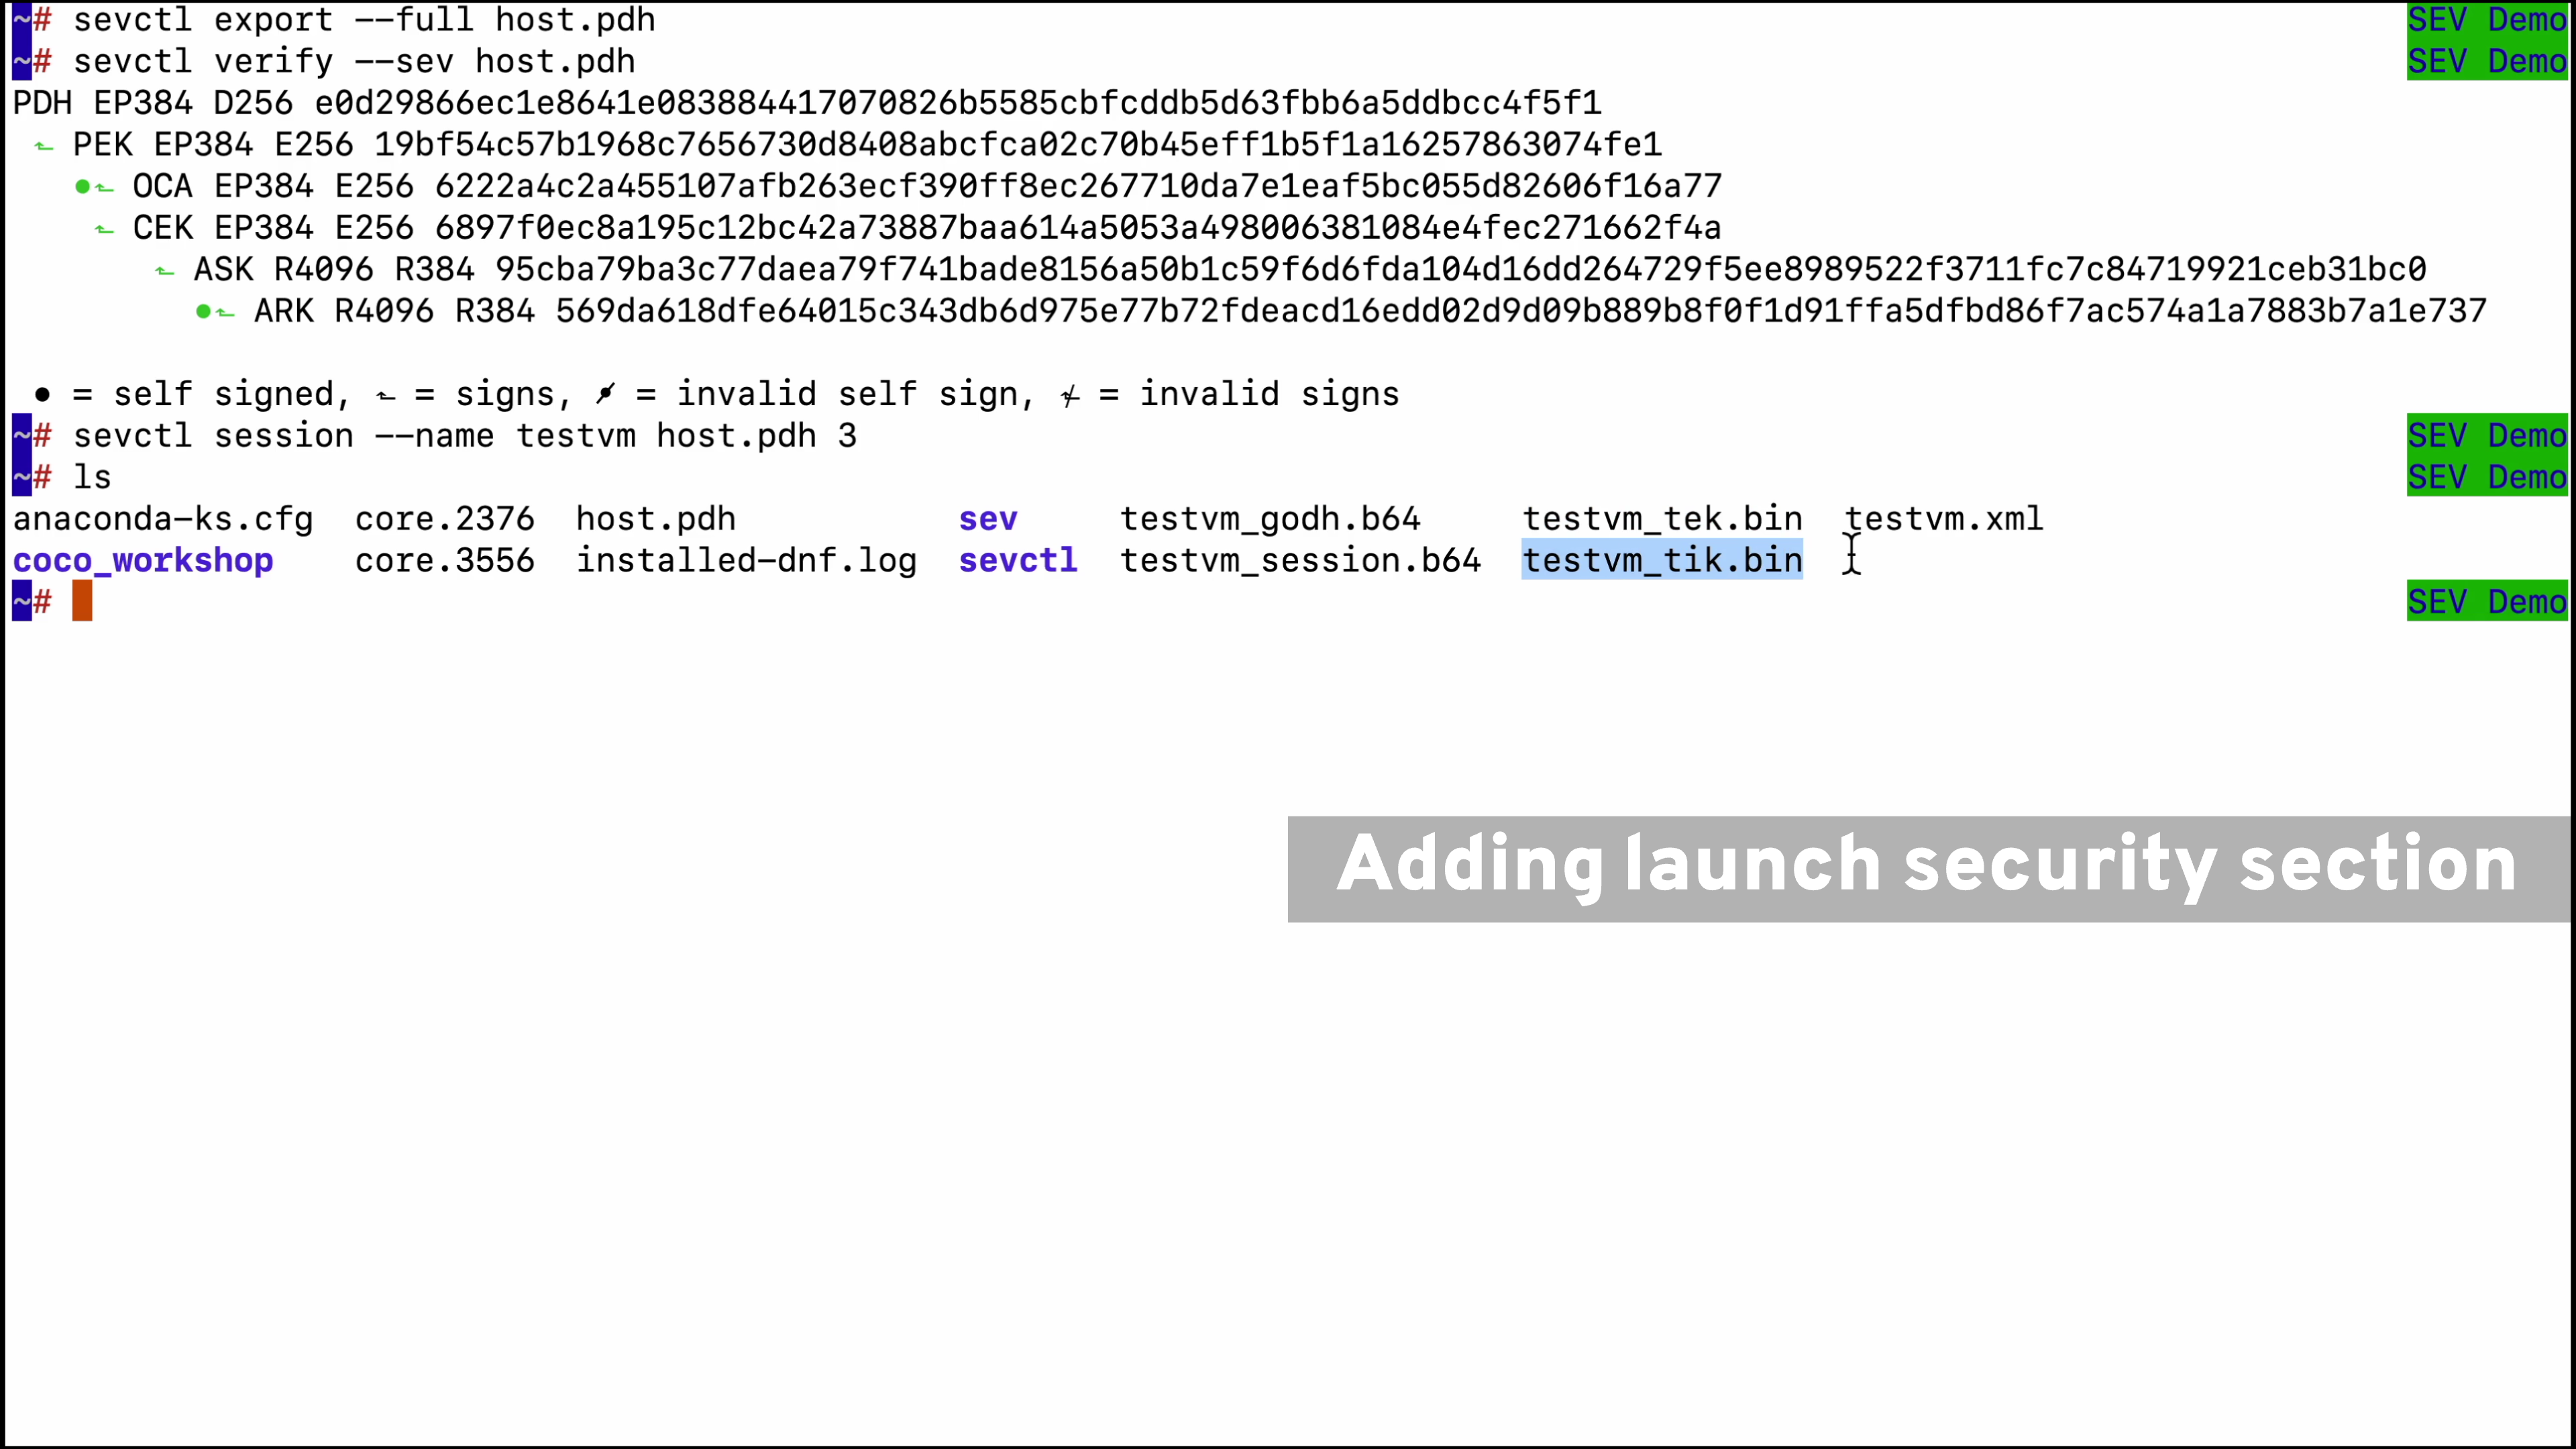 ~# sevctl export --full host.pdh SEV Demo
~# sevctl verify --sev host.pdh SEV Demo
PDH EP384 D256 e0d29866ec1e8641e083884417070826b5585cbfcddb5d63fbb6a5ddbcc4f5f1
⬑ PEK EP384 E256 19bf54c57b1968c7656730d8408abcfca02c70b45eff1b5f1a16257863074fe1
•⬑ OCA EP384 E256 6222a4c2a455107afb263ecf390ff8ec267710da7e1eaf5bc055d82606f16a77
⬑ CEK EP384 E256 6897f0ec8a195c12bc42a73887baa614a5053a498006381084e4fec271662f4a
⬑ ASK R4096 R384 95cba79ba3c77daea79f741bade8156a50b1c59f6d6fda104d16dd264729f5ee8989522f3711fc7c84719921ceb31bc0
•⬑ ARK R4096 R384 569da618dfe64015c343db6d975e77b72fdeacd16edd02d9d09b889b8f0f1d91ffa5dfbd86f7ac574a1a7883b7a1e737
• = self signed, ⬑ = signs, •̷ = invalid self sign, ⬑̸ = invalid signs
~# sevctl session --name testvm host.pdh 3 SEV Demo
~# ls SEV Demo
anaconda-ks.cfg core.2376 host.pdh sev testvm_godh.b64 testvm_tek.bin testvm.xml
coco_workshop core.3556 installed-dnf.log sevctl testvm_session.b64 testvm_tik.bin
~# SEV Demo
Adding launch security section